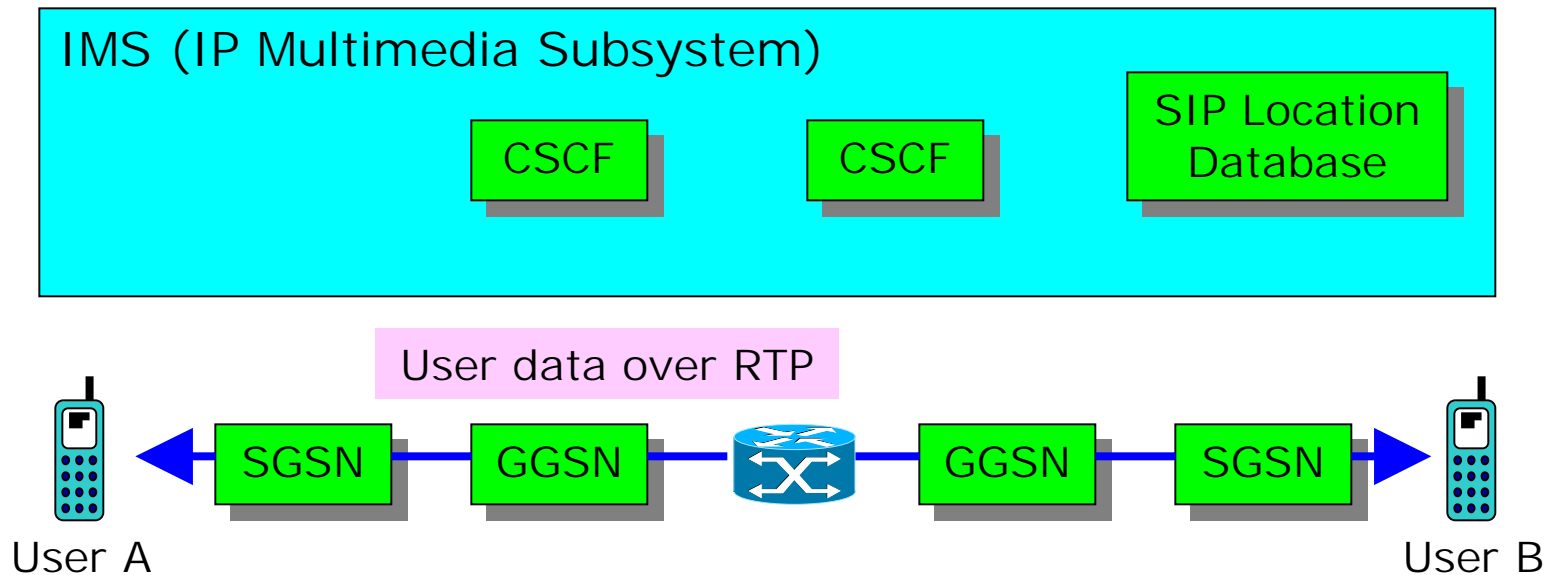 IMS (IP Multimedia Subsystem)
CSCF
CSCF
SIP Location
Database
User data over RTP
SGSN
GGSN
GGSN
SGSN
User A
User B